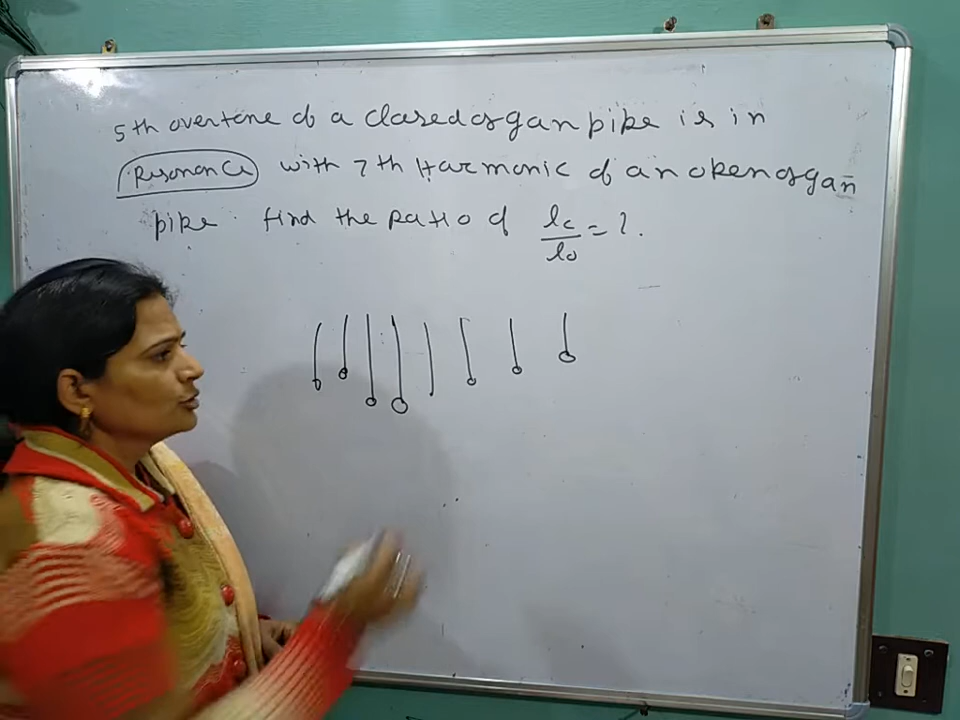 5th overtone of a closed organ pipe is in
Resonance with 7th Harmonic of an open organ
pipe. find the Ratio of lc/lo = ?.